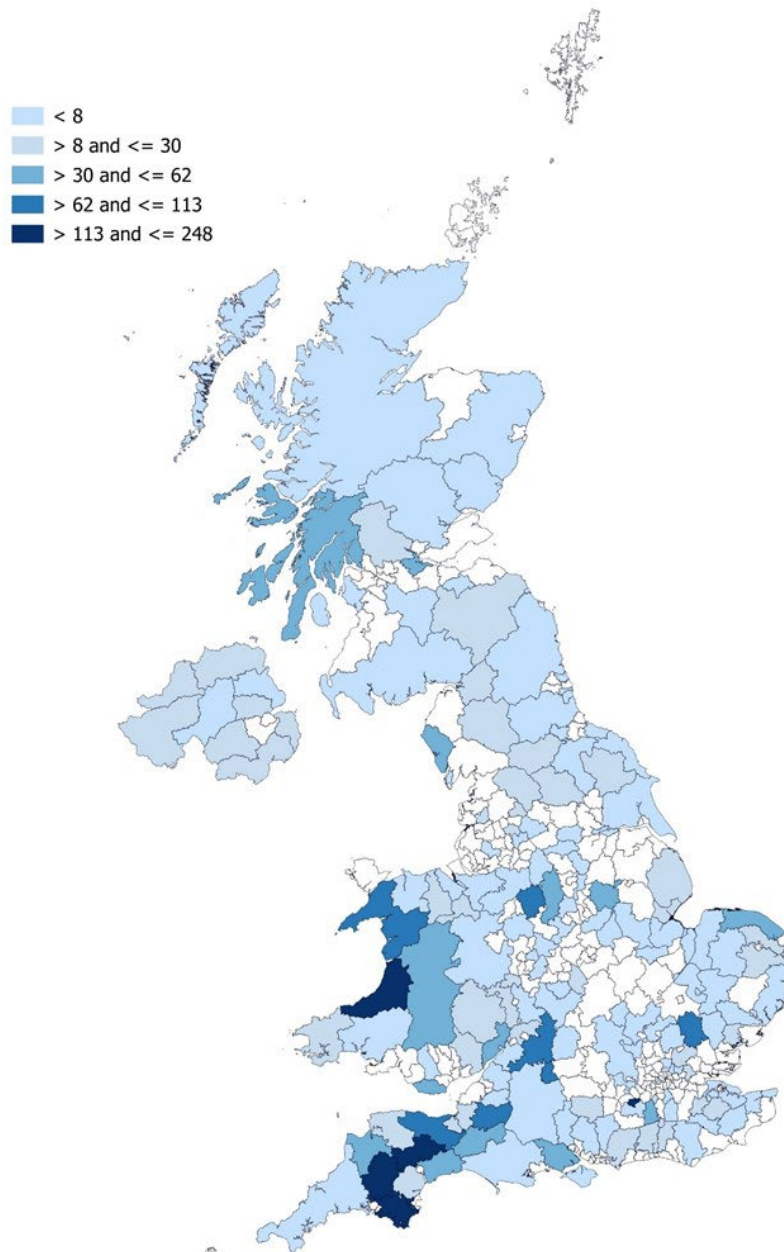 < 8
> 8 and <= 30
> 30 and <= 62
> 62 and <= 113
> 113 and <= 248